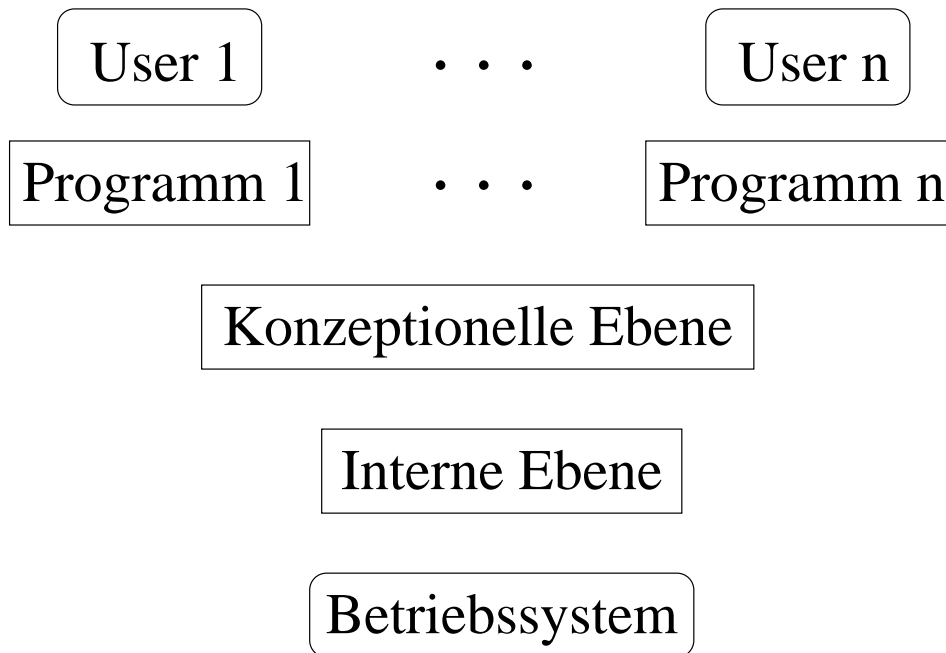 User 1 . . . User n
Programm 1 . . . Programm n
Konzeptionelle Ebene
Interne Ebene
Betriebssystem